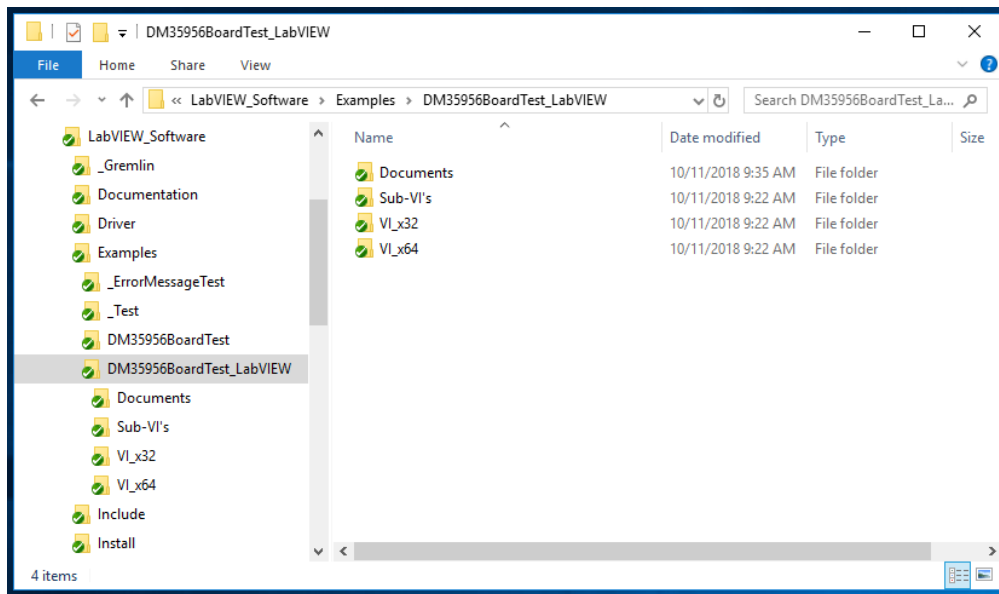 DM35956BoardTest_LabVIEW
File Home Share View
« LabVIEW_Software > Examples > DM35956BoardTest_LabVIEW Search DM35956BoardTest_La...
LabVIEW_Software
_Gremlin
Documentation
Driver
Examples
_ErrorMessageTest
_Test
DM35956BoardTest
DM35956BoardTest_LabVIEW
Documents
Sub-VI's
VI_x32
VI_x64
Include
Install
Name Date modified Type Size
Documents 10/11/2018 9:35 AM File folder
Sub-VI's 10/11/2018 9:22 AM File folder
VI_x32 10/11/2018 9:22 AM File folder
VI_x64 10/11/2018 9:22 AM File folder
4 items